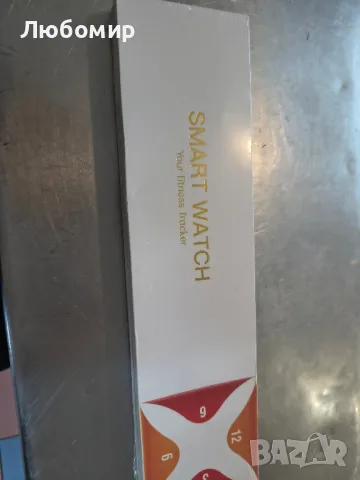 Любомир
SMART WATCH
Your Fitness Tracker
9
12
6
BAZAR